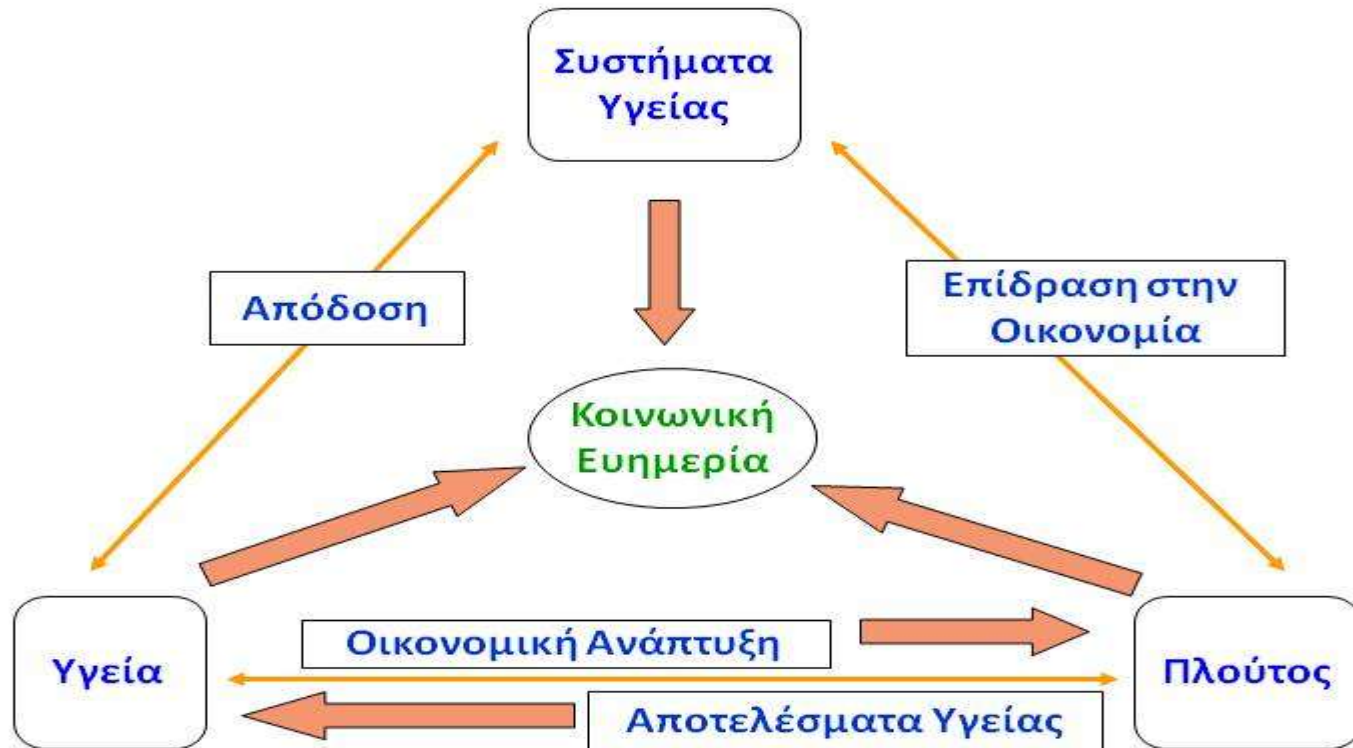 Συστήματα
Υγείας
Απόδοση
Επίδραση στην
Οικονομία
Κοινωνική
Ευημερία
Υγεία
Οικονομική Ανάπτυξη
Πλούτος
Αποτελέσματα Υγείας